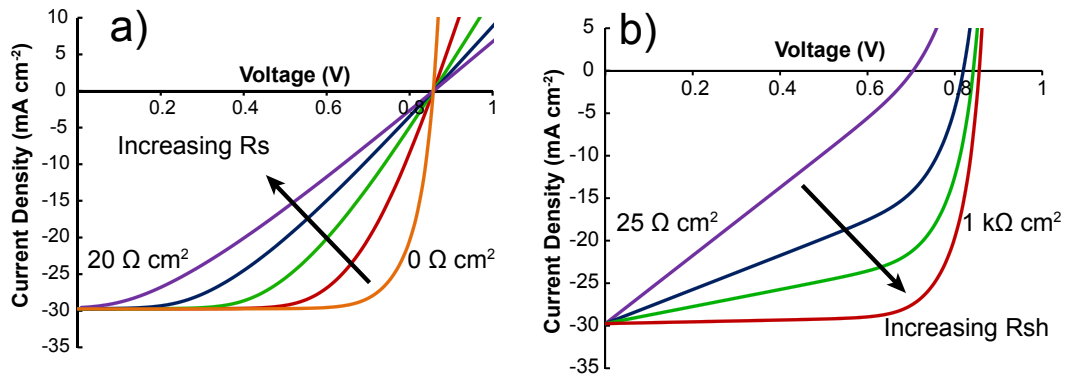 a)
Current Density (mA cm-2)
10
5
0
-5
-10
-15
-20
-25
-30
-35
Voltage (V)
0.2
0.4
0.6
0.8
1
Increasing Rs
20 Ω cm2
0 Ω cm2
b)
Current Density (mA cm-2)
5
0
-5
-10
-15
-20
-25
-30
-35
Voltage (V)
0.2
0.4
0.6
0.8
1
25 Ω cm2
1 kΩ cm2
Increasing Rsh